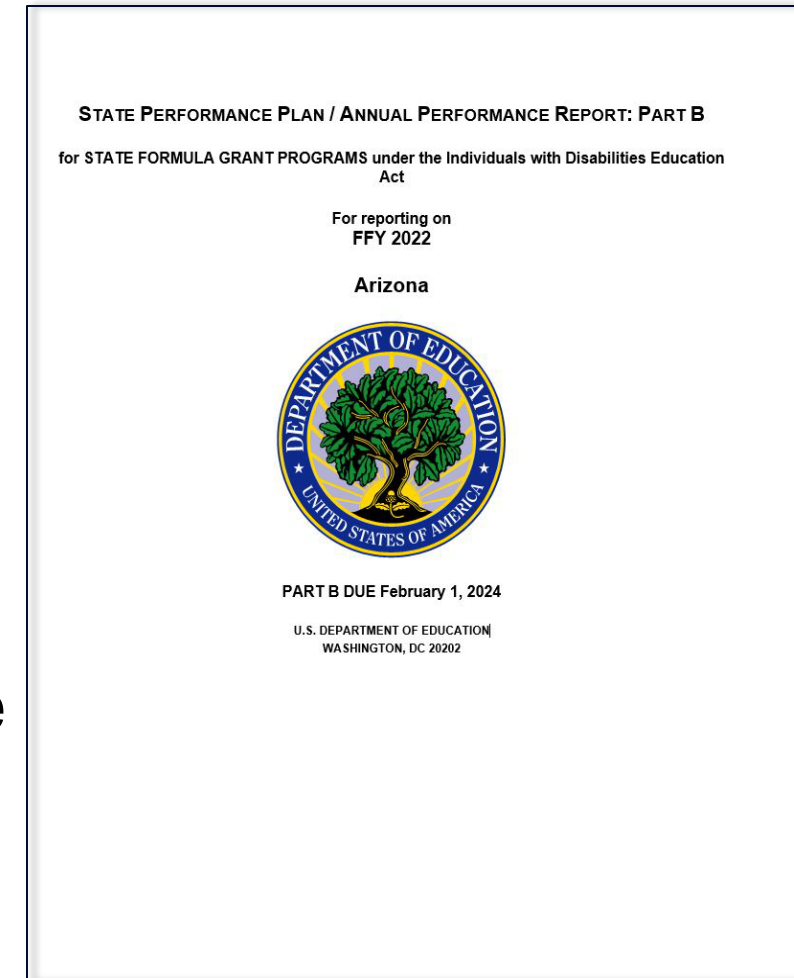 STATE PERFORMANCE PLAN / ANNUAL PERFORMANCE REPORT: PART B
for STATE FORMULA GRANT PROGRAMS under the Individuals with Disabilities Education
Act
For reporting on
FFY 2022
Arizona
DEPARTMENT OF EDUCATION
★ UNITED STATES OF AMERICA ★
PART B DUE February 1, 2024
U.S. DEPARTMENT OF EDUCATION
WASHINGTON, DC 20202
e